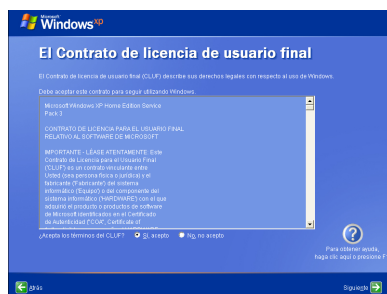 Microsoft
Windows xp
El Contrato de licencia de usuario final
El Contrato de licencia de usuario final (CLUF) describe sus derechos legales con respecto al uso de Windows.
Debe aceptar este contrato para seguir utilizando Windows.
Microsoft Windows XP Home Edition Service
Pack 3
CONTRATO DE LICENCIA PARA EL USUARIO FINAL
RELATIVO AL SOFTWARE DE MICROSOFT
IMPORTANTE - LÉASE ATENTAMENTE: Este
Contrato de Licencia para el Usuario Final
("CLUF") es un contrato vinculante entre
Usted (sea persona física o jurídica) y el
fabricante ("Fabricante") del sistema
informático ("Equipo") o del componente del
sistema informático ("HARDWARE") con el que
adquirió el producto o productos de software
de Microsoft identificados en el Certificado
de Autenticidad ("COA", Certificate of
¿Acepta los términos del CLUF? Sí, acepto No, no acepto
Para obtener ayuda,
haga clic aquí o presione F
Atrás
Siguiente